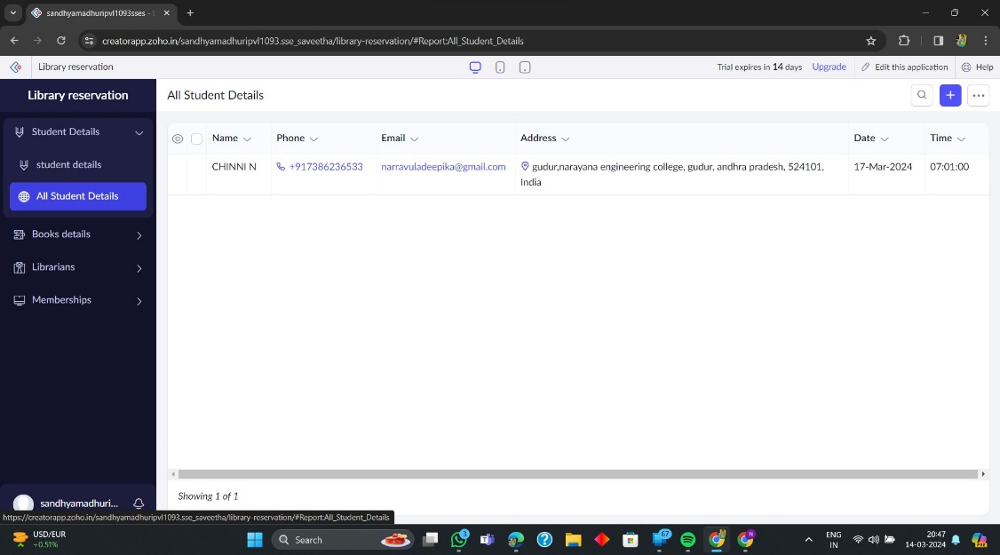 sandhyamadhuripvl1093sses - L
creatorapp.zoho.in/sandhyamadhuripvl1093.sse_saveetha/library-reservation/#Report:All_Student_Details
Library reservation
Trial expires in 14 days Upgrade Edit this application Help
Library reservation
All Student Details
Student Details
student details
All Student Details
Books details
Librarians
Memberships
Name Phone Email Address Date Time
CHINNI N +917386236533 narravuladeepika@gmail.com gudur,narayana engineering college, gudur, andhra pradesh, 524101, 17-Mar-2024 07:01:00
India
Showing 1 of 1
sandhyamadhuri...
https://creatorapp.zoho.in/sandhyamadhuripvl1093.sse_saveetha/library-reservation/#Report:All_Student_Details
USD/EUR
+0.51%
Search
3
67
N
ENG
IN
20:47
14-03-2024